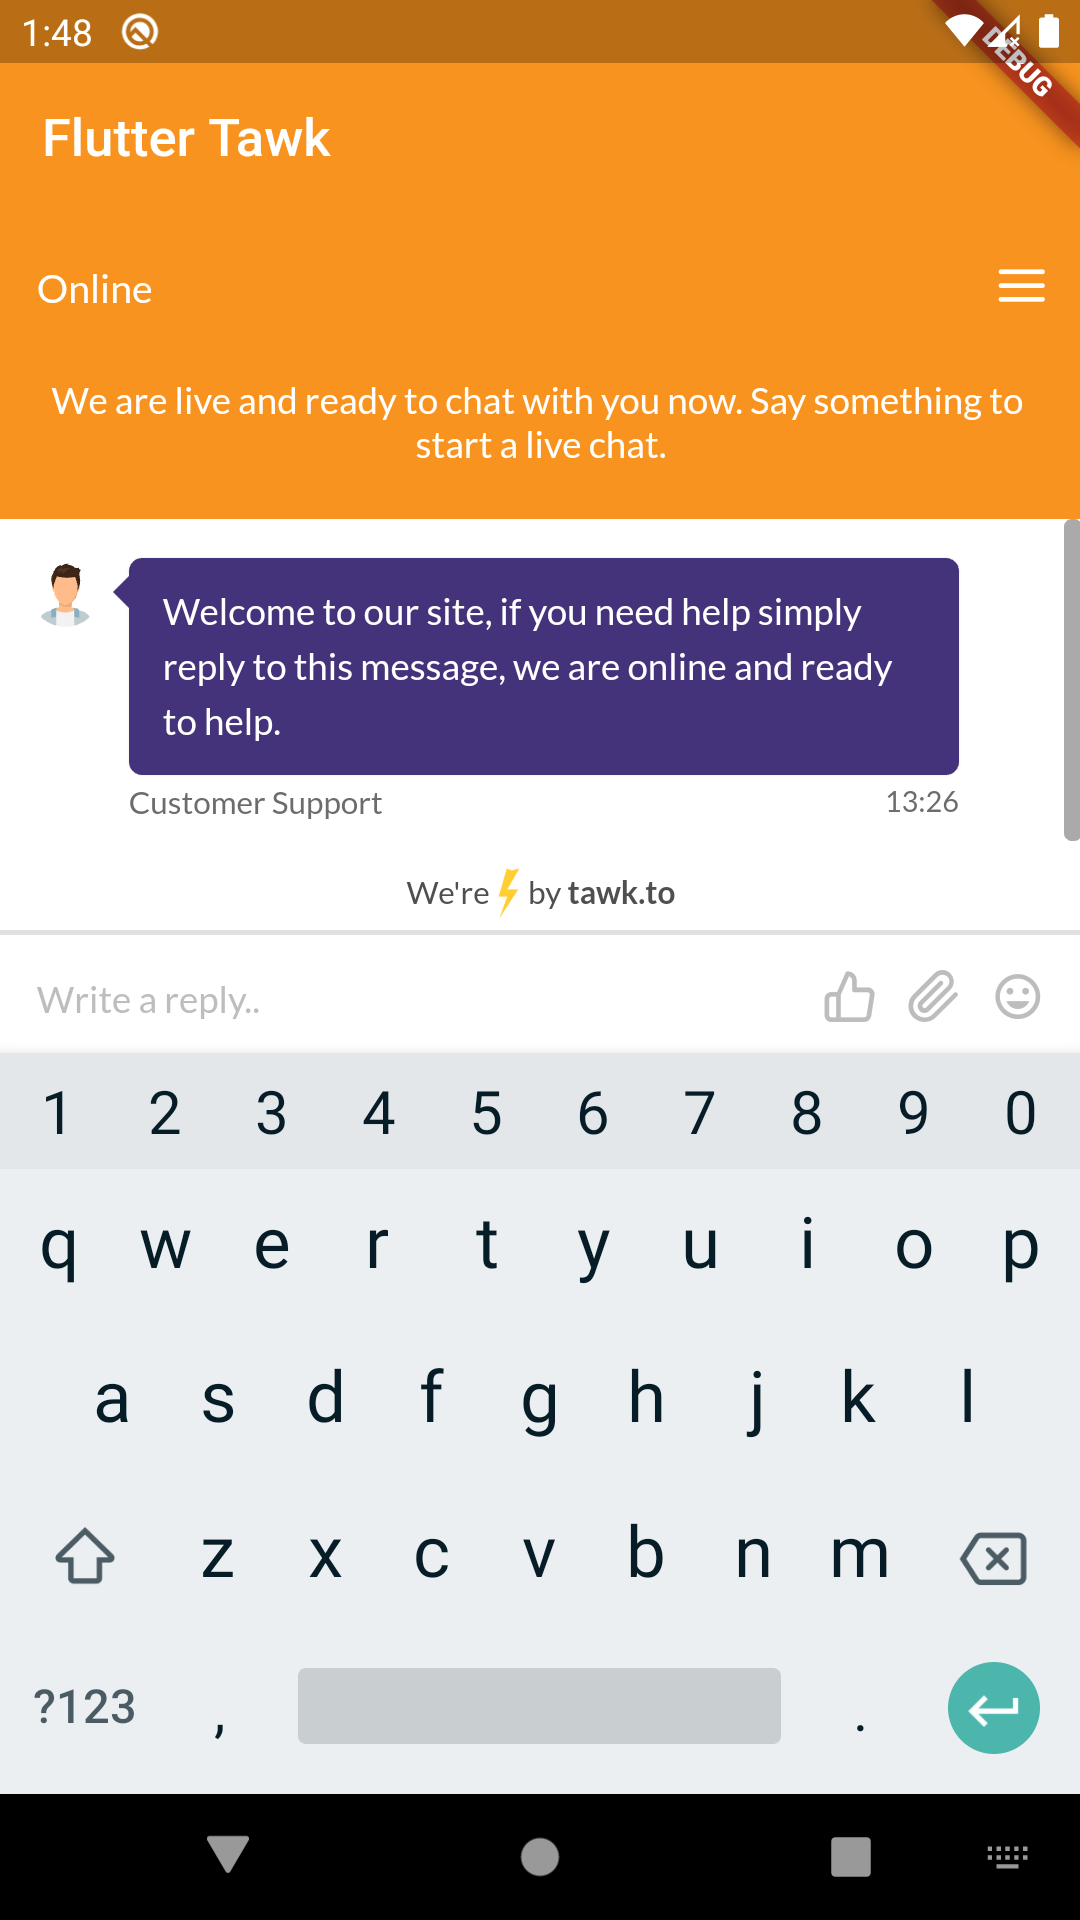 1:48
DEBUG
Flutter Tawk
Online
We are live and ready to chat with you now. Say something to
start a live chat.
Welcome to our site, if you need help simply
reply to this message, we are online and ready
to help.
Customer Support 13:26
We're by tawk.to
Write a reply..
1 2 3 4 5 6 7 8 9 0
q w e r t y u i o p
a s d f g h j k l
z x c v b n m
?123 , .